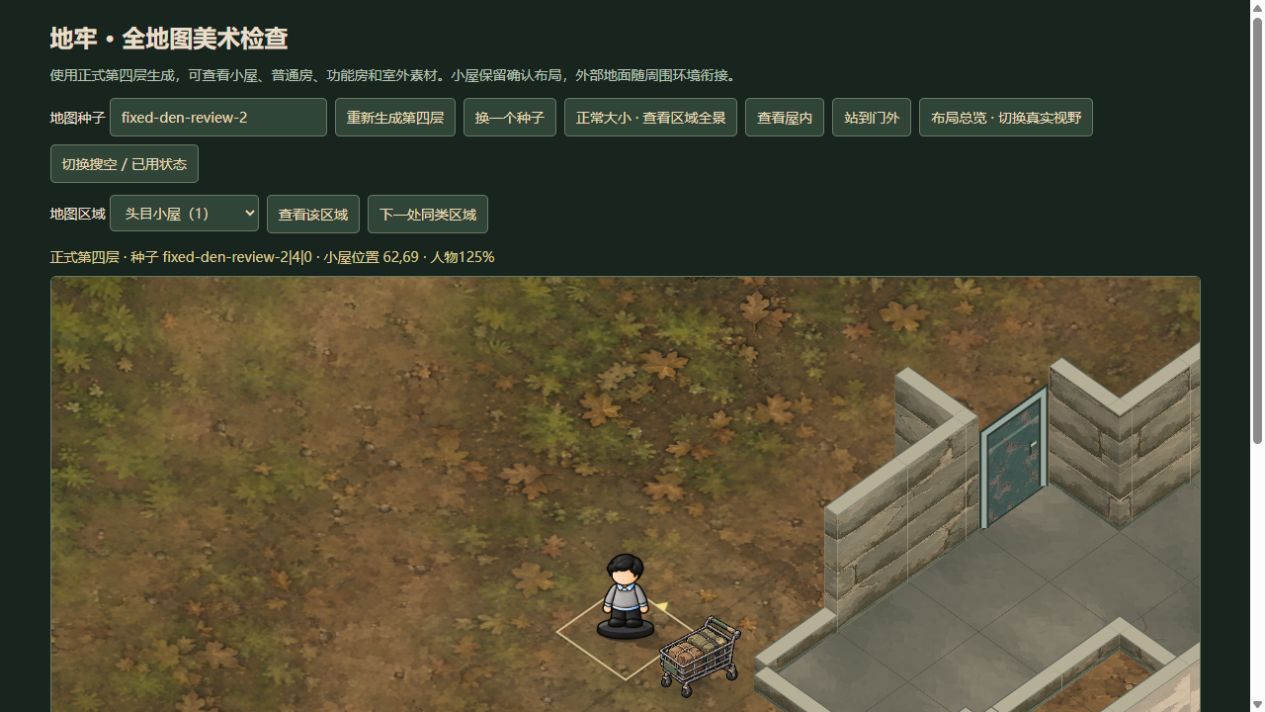 地牢 · 全地图美术检查
使用正式第四层生成，可查看小屋、普通房、功能房和室外素材。小屋保留确认布局，外部地面随周围环境衔接。
地图种子 fixed-den-review-2 重新生成第四层 换一个种子 正常大小 · 查看区域全景 查看屋内 站到门外 布局总览 · 切换真实视野
切换搜空 / 已用状态
地图区域 头目小屋（1） 查看该区域 下一处同类区域
正式第四层 · 种子 fixed-den-review-2|4|0 · 小屋位置 62,69 · 人物125%